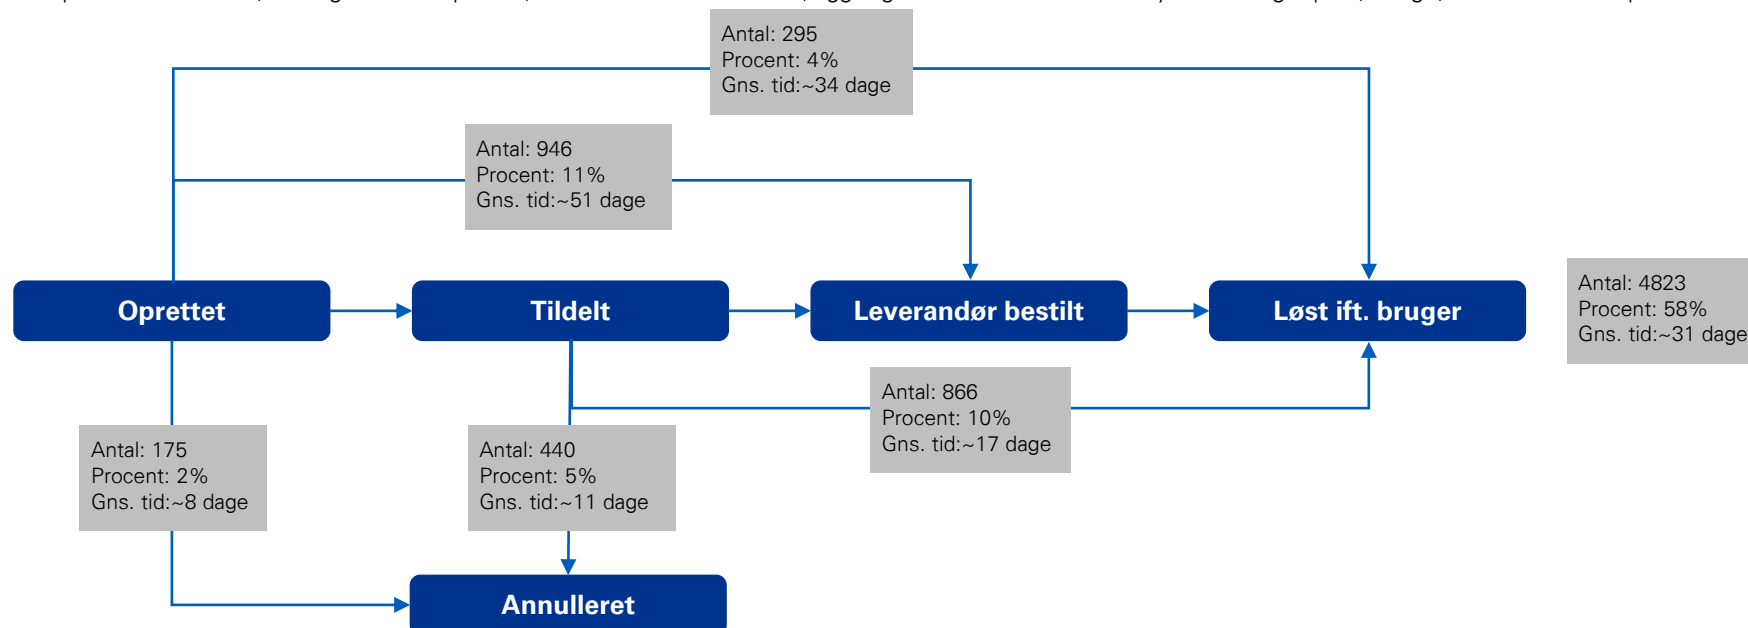 Antal: 295
Procent: 4%
Gns. tid:~34 dage
Antal: 946
Procent: 11%
Gns. tid:~51 dage
Oprettet
Tildelt
Leverandør bestilt
Løst ift. bruger
Antal: 4823
Procent: 58%
Gns. tid:~31 dage
Antal: 866
Procent: 10%
Gns. tid:~17 dage
Antal: 175
Procent: 2%
Gns. tid:~8 dage
Antal: 440
Procent: 5%
Gns. tid:~11 dage
Annulleret